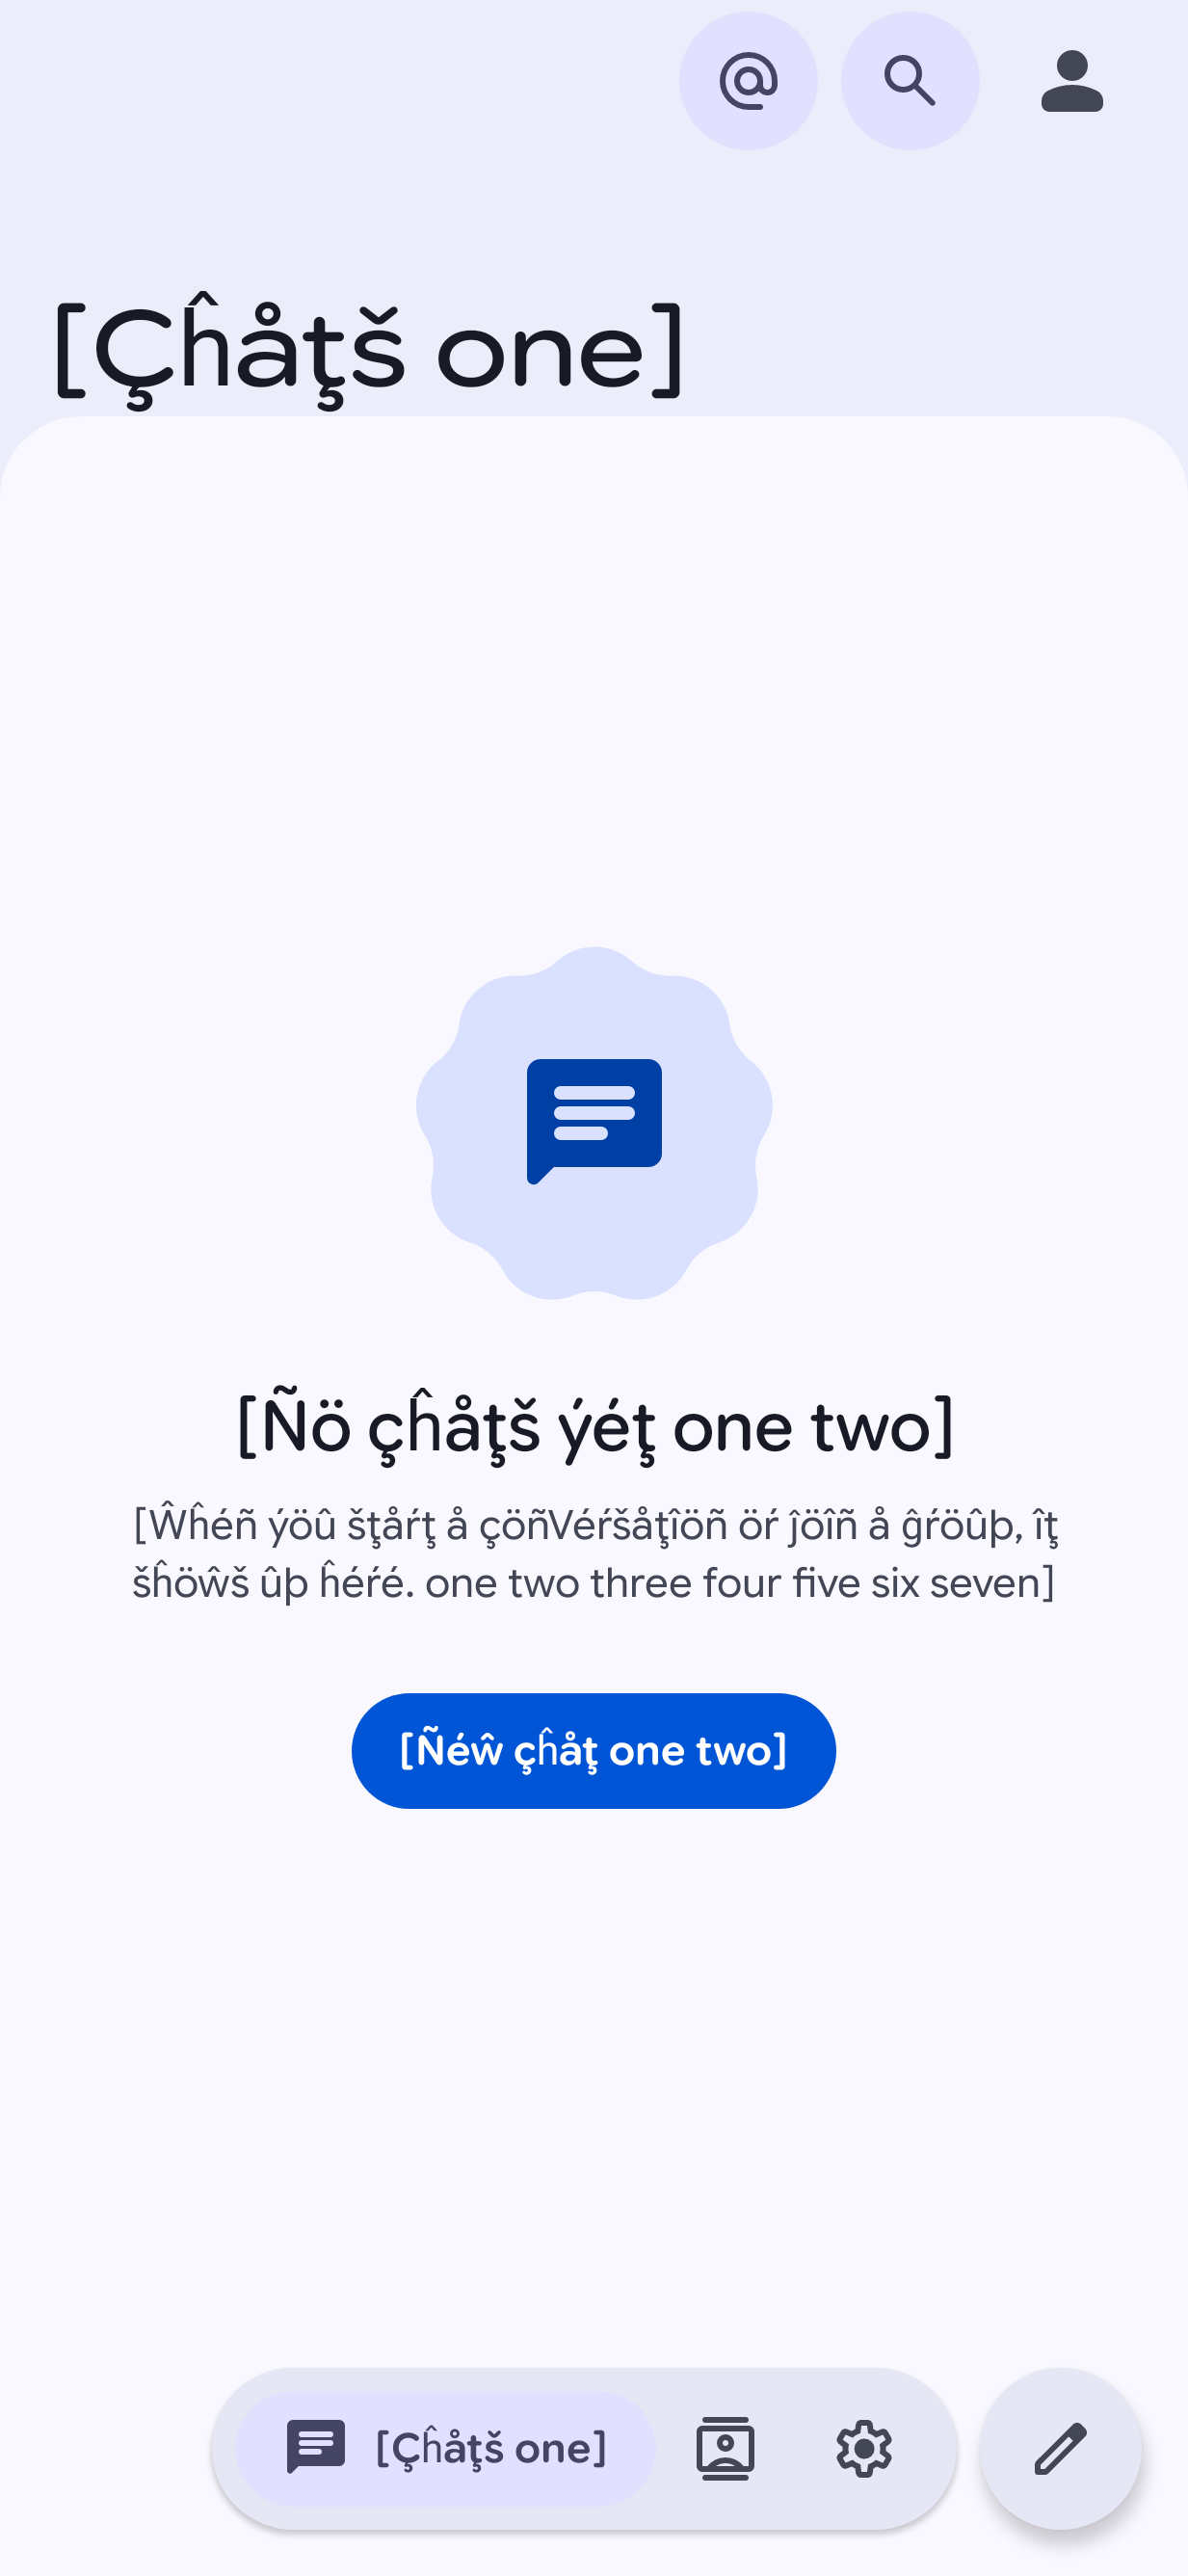 [Çĥåţš one]
[Ñö çĥåţš ýéţ one two]
[Ŵĥéñ ýöû šţåŕţ å çöñVéŕšåţîöñ öŕ ĵöîñ å ĝŕöûþ, îţ
šĥöŵš ûþ ĥéŕé. one two three four five six seven]
[Ñéŵ çĥåţ one two]
[Çĥåţš one]